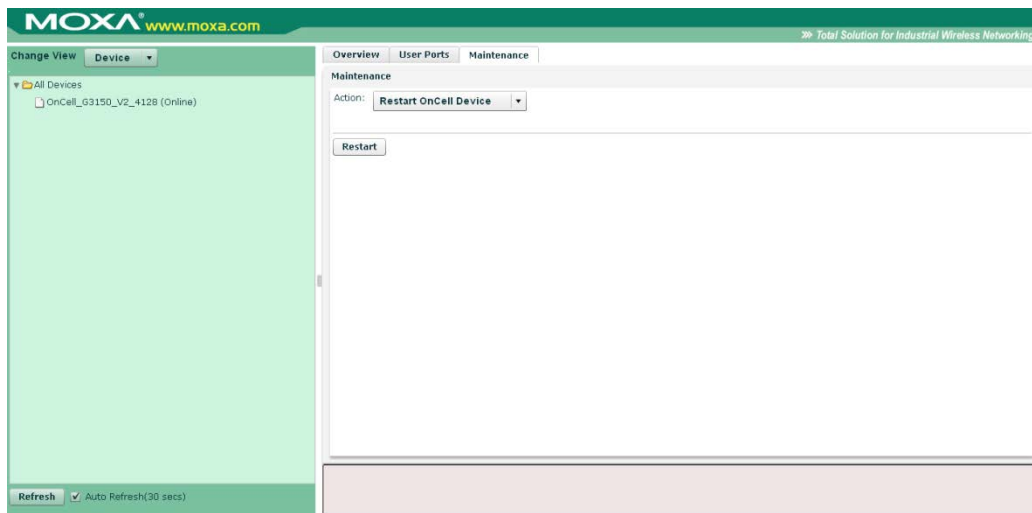 MOXA® www.moxa.com
Total Solution for Industrial Wireless Networking
Change View Device
All Devices
OnCell_G3150_V2_4128 (Online)
Refresh Auto Refresh(30 secs)
Overview User Ports Maintenance
Maintenance
Action: Restart OnCell Device
Restart